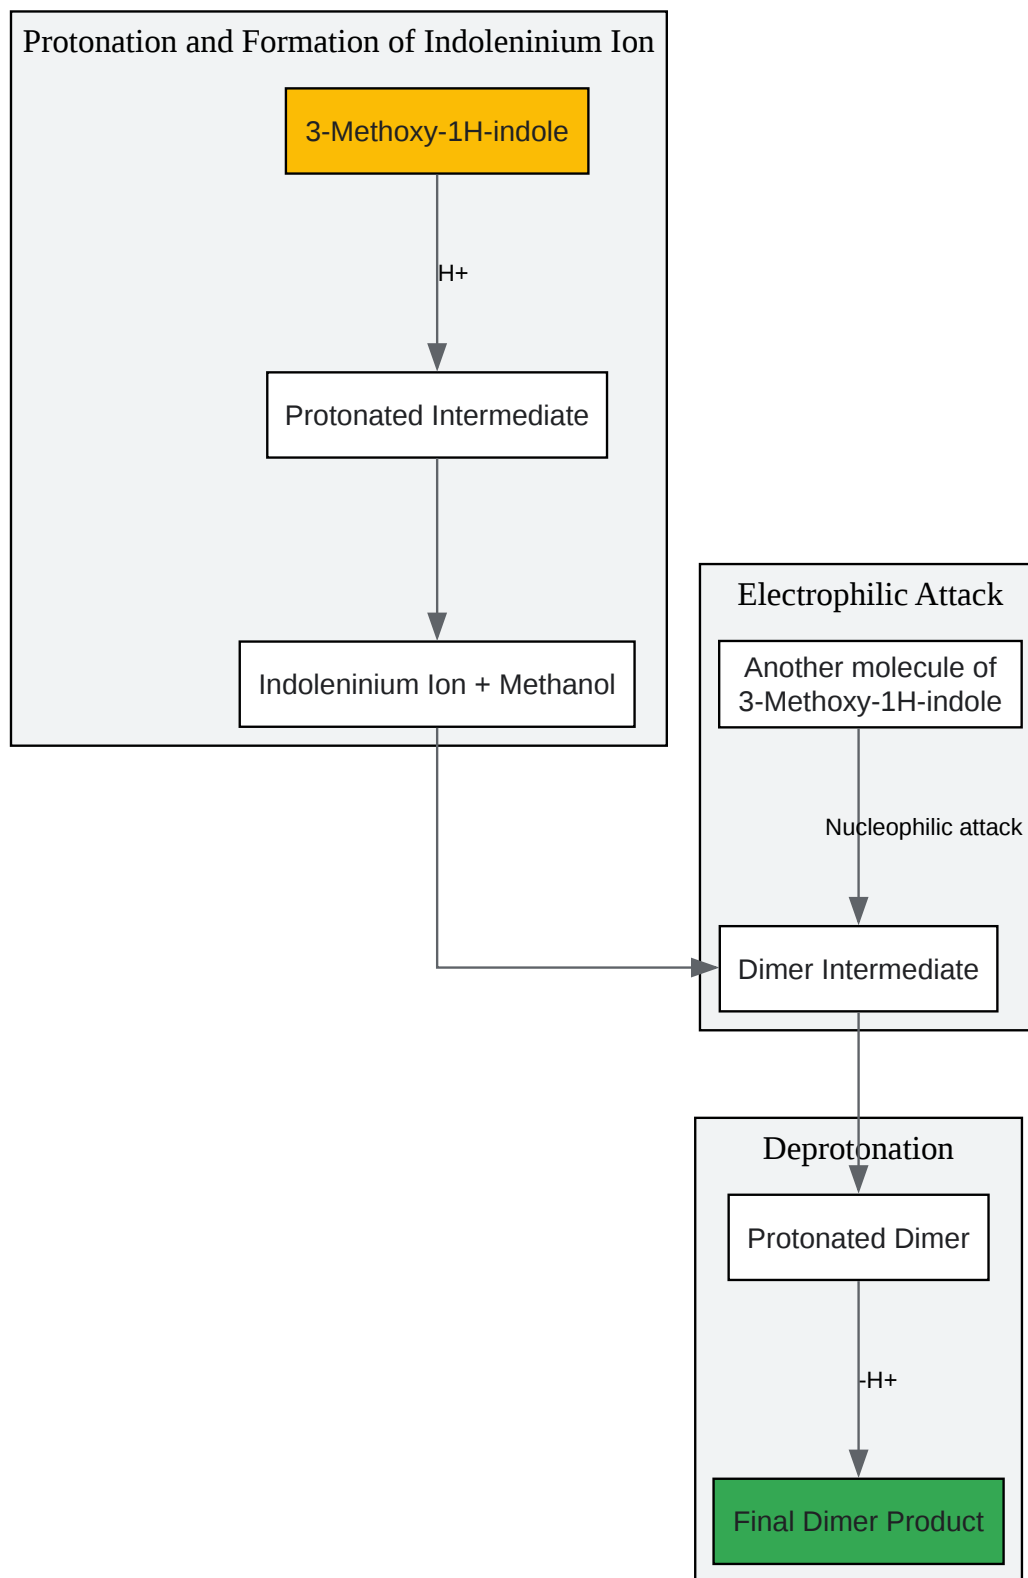 Protonation and Formation of Indoleninium Ion
3-Methoxy-1H-indole
H+
Protonated Intermediate
Indoleninium Ion + Methanol
Electrophilic Attack
Another molecule of
3-Methoxy-1H-indole
Nucleophilic attack
Dimer Intermediate
Deprotonation
Protonated Dimer
-H+
Final Dimer Product